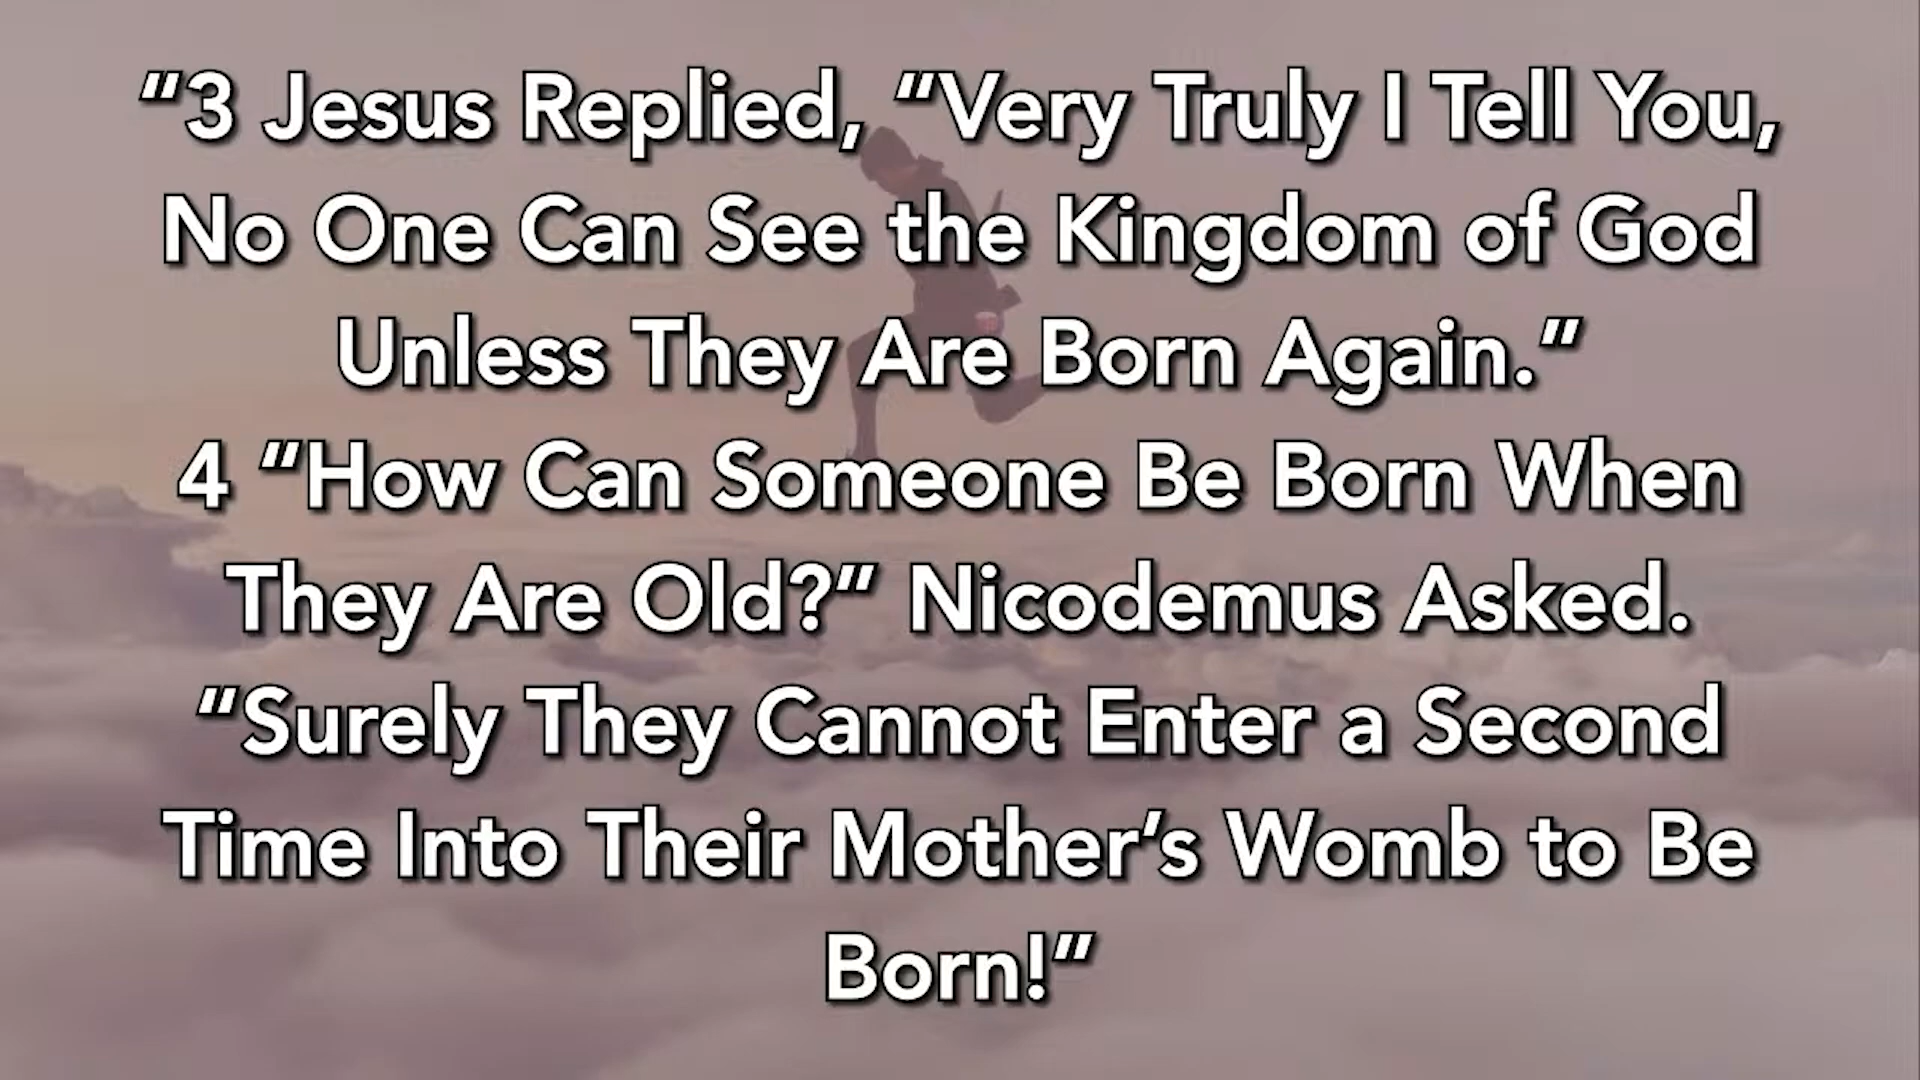 “3 Jesus Replied, “Very Truly I Tell You,
No One Can See the Kingdom of God
Unless They Are Born Again.”
4 “How Can Someone Be Born When
They Are Old?” Nicodemus Asked.
“Surely They Cannot Enter a Second
Time Into Their Mother’s Womb to Be
Born!”